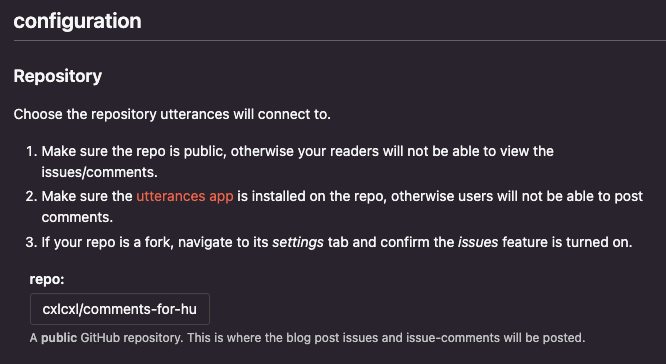 configuration
Repository
Choose the repository utterances will connect to.
1. Make sure the repo is public, otherwise your readers will not be able to view the
issues/comments.
2. Make sure the utterances app is installed on the repo, otherwise users will not be able to post
comments.
3. If your repo is a fork, navigate to its settings tab and confirm the issues feature is turned on.
repo:
cxlcxl/comments-for-hu
A public GitHub repository. This is where the blog post issues and issue-comments will be posted.